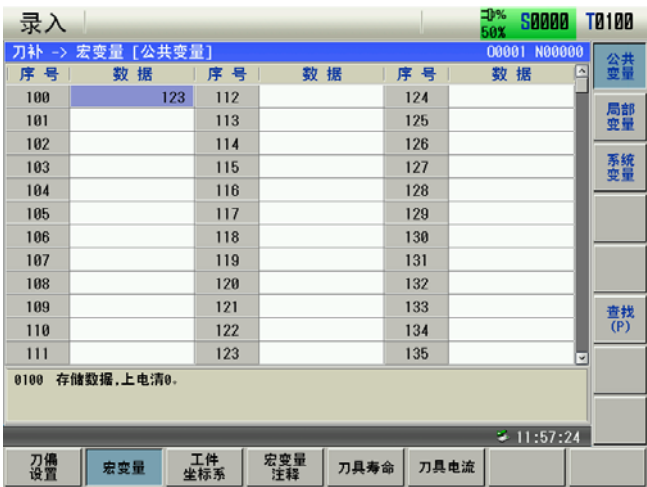 录入 50% S0000 T0100
刀补 -> 宏变量 [公共变量] O0001 N00000
序 号 数 据 序 号 数 据 序 号 数 据
100 123 112 124
101 113 125
102 114 126
103 115 127
104 116 128
105 117 129
106 118 130
107 119 131
108 120 132
109 121 133
110 122 134
111 123 135
0100 存储数据,上电清0。
11:57:24
公共
变量
局部
变量
系统
变量
查找
(P)
刀偏
设置
宏变量
工件
坐标系
宏变量
注释
刀具寿命
刀具电流